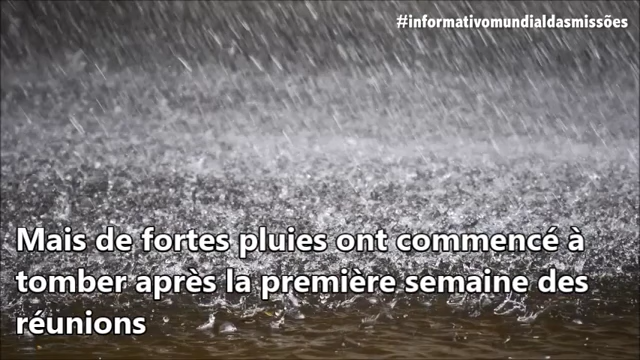 #informativomundialdasmissões
Mais de fortes pluies ont commencé à
tomber après la première semaine des
réunions